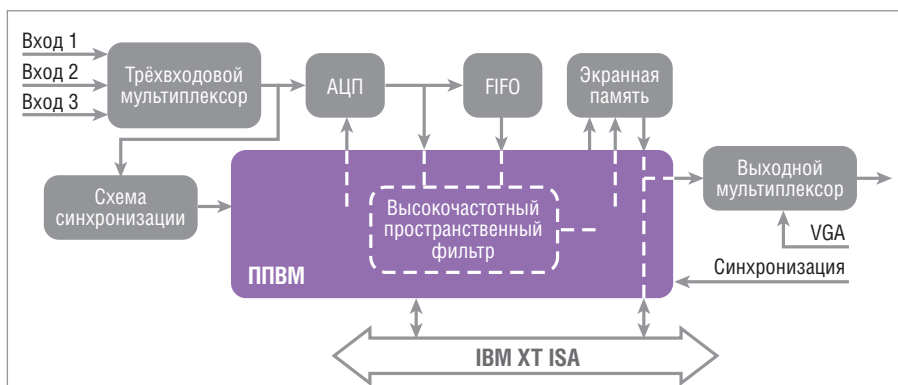 Вход 1
Вход 2
Вход 3
Трёхвходовой
мультиплексор
АЦП
FIFO
Экранная
память
Схема
синхронизации
Высокочастотный
пространственный
фильтр
ППВМ
Выходной
мультиплексор
VGA
Синхронизация
IBM XT ISA